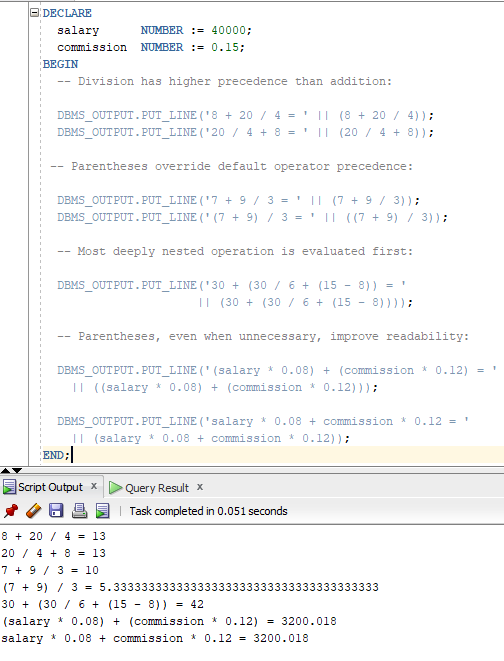 DECLARE
salary NUMBER := 40000;
commission NUMBER := 0.15;
BEGIN
-- Division has higher precedence than addition:
DBMS_OUTPUT.PUT_LINE('8 + 20 / 4 = ' || (8 + 20 / 4));
DBMS_OUTPUT.PUT_LINE('20 / 4 + 8 = ' || (20 / 4 + 8));
-- Parentheses override default operator precedence:
DBMS_OUTPUT.PUT_LINE('7 + 9 / 3 = ' || (7 + 9 / 3));
DBMS_OUTPUT.PUT_LINE('(7 + 9) / 3 = ' || ((7 + 9) / 3));
-- Most deeply nested operation is evaluated first:
DBMS_OUTPUT.PUT_LINE('30 + (30 / 6 + (15 - 8)) = '
|| (30 + (30 / 6 + (15 - 8))));
-- Parentheses, even when unnecessary, improve readability:
DBMS_OUTPUT.PUT_LINE('(salary * 0.08) + (commission * 0.12) = '
|| ((salary * 0.08) + (commission * 0.12)));
DBMS_OUTPUT.PUT_LINE('salary * 0.08 + commission * 0.12 = '
|| (salary * 0.08 + commission * 0.12));
END;
Script Output x Query Result x
Task completed in 0.051 seconds
8 + 20 / 4 = 13
20 / 4 + 8 = 13
7 + 9 / 3 = 10
(7 + 9) / 3 = 5.33333333333333333333333333333333333333
30 + (30 / 6 + (15 - 8)) = 42
(salary * 0.08) + (commission * 0.12) = 3200.018
salary * 0.08 + commission * 0.12 = 3200.018